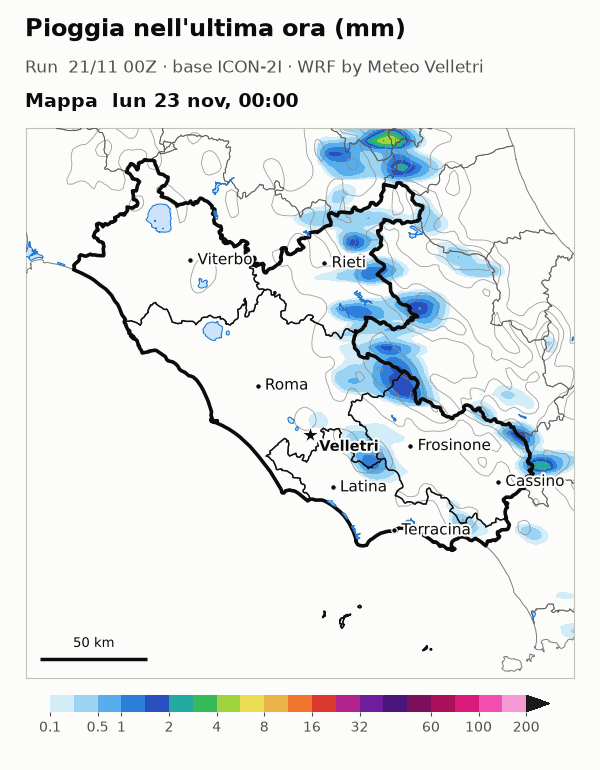 Pioggia nell'ultima ora (mm)
Run  21/11 00Z · base ICON-2I · WRF by Meteo Velletri
Mappa  lun 23 nov, 00:00
Viterbo
Rieti
Roma
Velletri
Frosinone
Latina
Cassino
Terracina
50 km
0.1 0.5 1 2 4 8 16 32 60 100 200